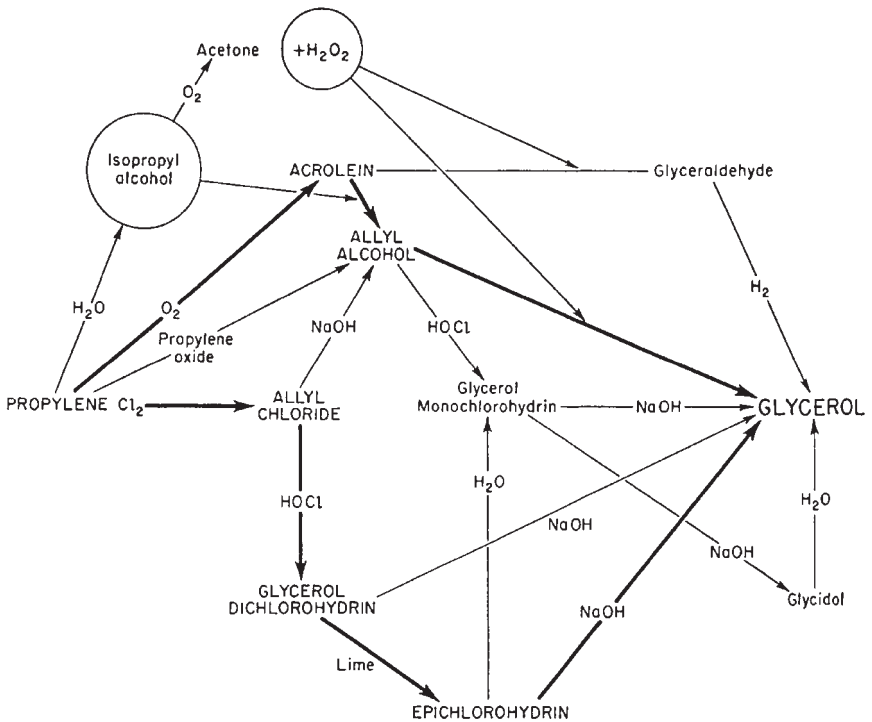 Acetone
+H₂O₂
O₂
Isopropyl
alcohol
ACROLEIN
Glyceraldehyde
ALLYL
ALCOHOL
H₂
H₂O
O₂
Propylene
oxide
NaOH
HOCl
PROPYLENE Cl₂
ALLYL
CHLORIDE
Glycerol
Monochlorohydrin
NaOH
GLYCEROL
HOCl
H₂O
H₂O
NaOH
NaOH
GLYCEROL
DICHLOROHYDRIN
Glycidol
NaOH
Lime
EPICHLOROHYDRIN